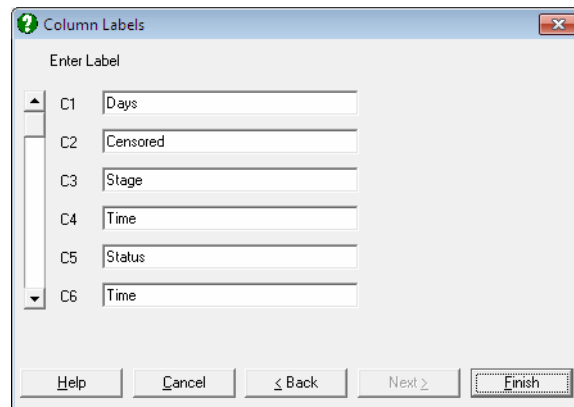 Column Labels
Enter Label
C1 Days
C2 Censored
C3 Stage
C4 Time
C5 Status
C6 Time
Help Cancel < Back Next > Finish